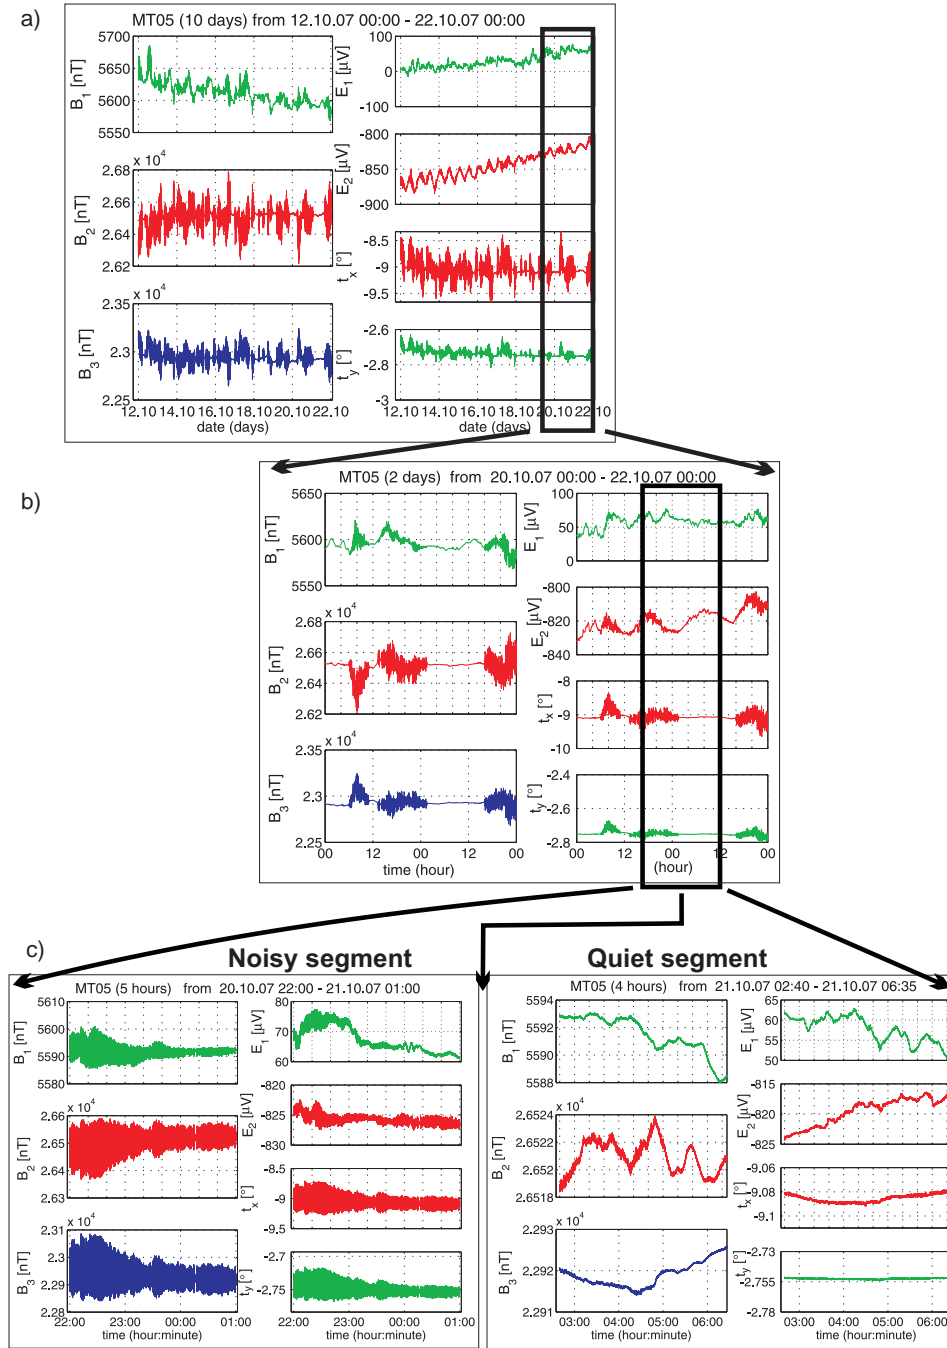 a)
MT05 (10 days) from 12.10.07 00:00 - 22.10.07 00:00
5700
5650
5600
5550
B1 [nT]
100
0
-100
E1 [µV]
x 10^4
2.68
2.66
2.64
2.62
B2 [nT]
-800
-850
-900
E2 [µV]
-8.5
-9
-9.5
tx [°]
x 10^4
2.35
2.3
2.25
B3 [nT]
-2.6
-2.8
-3
ty [°]
12.10 14.10 16.10 18.10 20.10 22.10
date (days)
12.10 14.10 16.10 18.10 20.10 22.10
date (days)
b)
MT05 (2 days) from 20.10.07 00:00 - 22.10.07 00:00
5650
5600
5550
B1 [nT]
100
50
0
E1 [µV]
x 10^4
2.68
2.66
2.64
2.62
B2 [nT]
-800
-820
-840
E2 [µV]
-8
-9
-10
tx [°]
x 10^4
2.35
2.3
2.25
B3 [nT]
-2.4
-2.6
-2.8
ty [°]
00 12 00 12 00
time (hour)
00 12 00 12 00
(hour)
c)
Noisy segment
MT05 (5 hours) from 20.10.07 22:00 - 21.10.07 01:00
5610
5600
5590
5580
B1 [nT]
80
70
60
E1 [µV]
x 10^4
2.66
2.65
2.64
2.63
B2 [nT]
-820
-825
-830
E2 [µV]
-8.5
-9
-9.5
tx [°]
x 10^4
2.31
2.3
2.29
2.28
B3 [nT]
-2.7
-2.75
ty [°]
22:00 23:00 00:00 01:00
time (hour:minute)
22:00 23:00 00:00 01:00
time (hour:minute)
Quiet segment
MT05 (4 hours) from 21.10.07 02:40 - 21.10.07 06:35
5594
5592
5590
5588
B1 [nT]
65
60
55
50
E1 [µV]
x 10^4
2.6524
2.6522
2.652
2.6518
B2 [nT]
-815
-820
-825
E2 [µV]
-9.06
-9.08
-9.1
tx [°]
x 10^4
2.293
2.292
2.291
B3 [nT]
-2.73
-2.755
-2.78
ty [°]
03:00 04:00 05:00 06:00
time (hour:minute)
03:00 04:00 05:00 06:00
time (hour:minute)